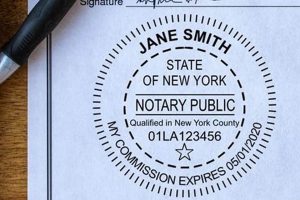 Signature
JANE SMITH
STATE
OF NEW YORK
NOTARY PUBLIC
Qualified in New York County
01LA123456
MY COMMISSION EXPIRES 05/01/2020